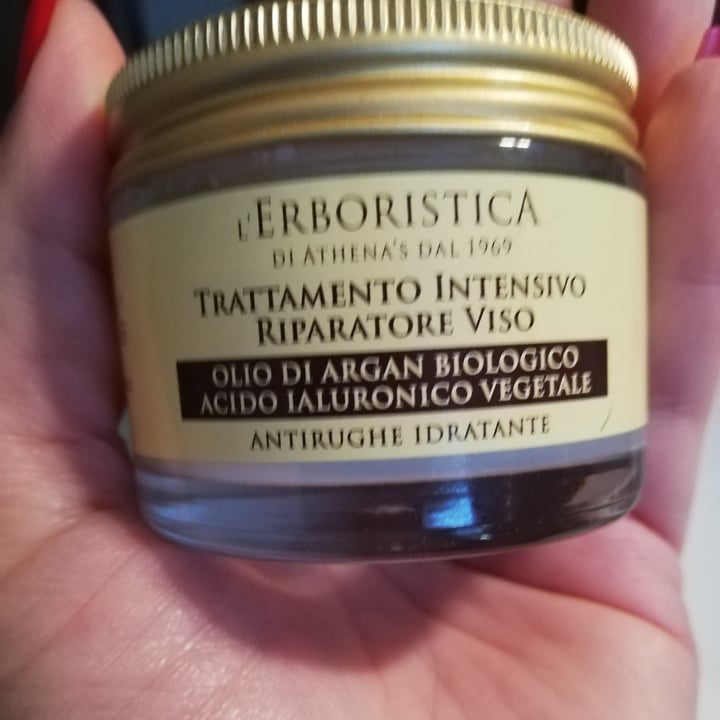 L'ERBORISTICA
DI ATHENA'S DAL 1969
TRATTAMENTO INTENSIVO
RIPARATORE VISO
OLIO DI ARGAN BIOLOGICO
ACIDO IALURONICO VEGETALE
ANTIRUGHE IDRATANTE